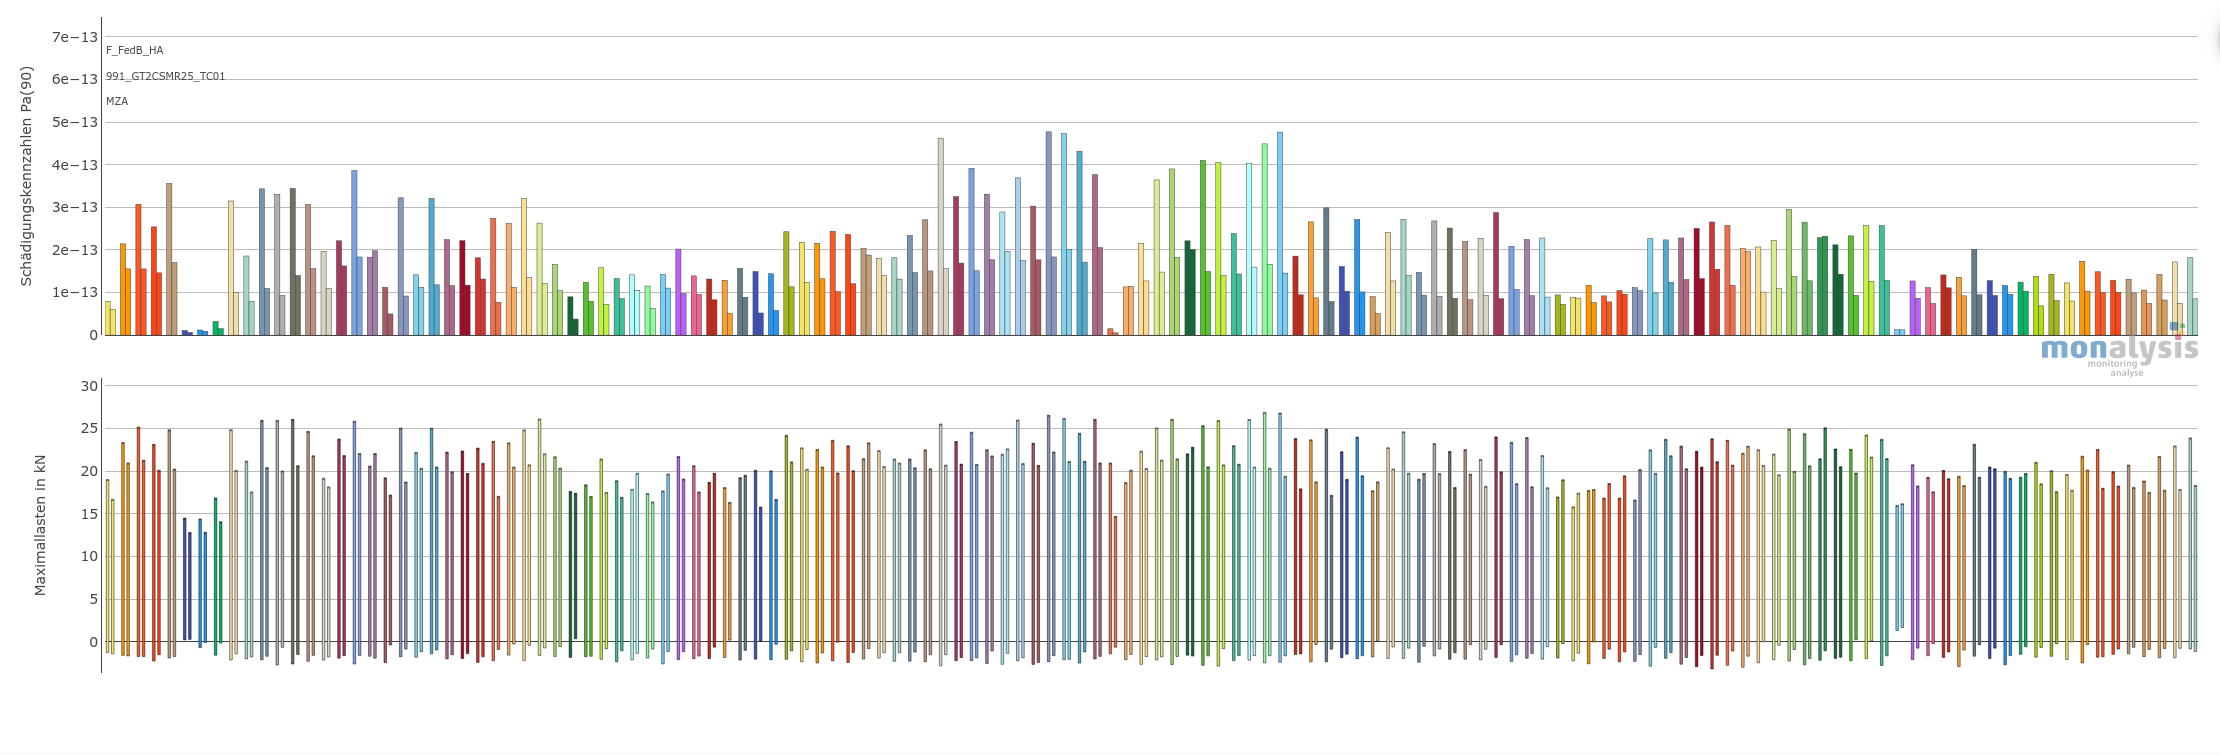 Schädigungskennzahlen Pa(90)
7e−13
6e−13
5e−13
4e−13
3e−13
2e−13
1e−13
0
F_FedB_HA
991_GT2CSMR25_TC01
MZA
monalysis
monitoring
analyse
Maximallasten in kN
30
25
20
15
10
5
0